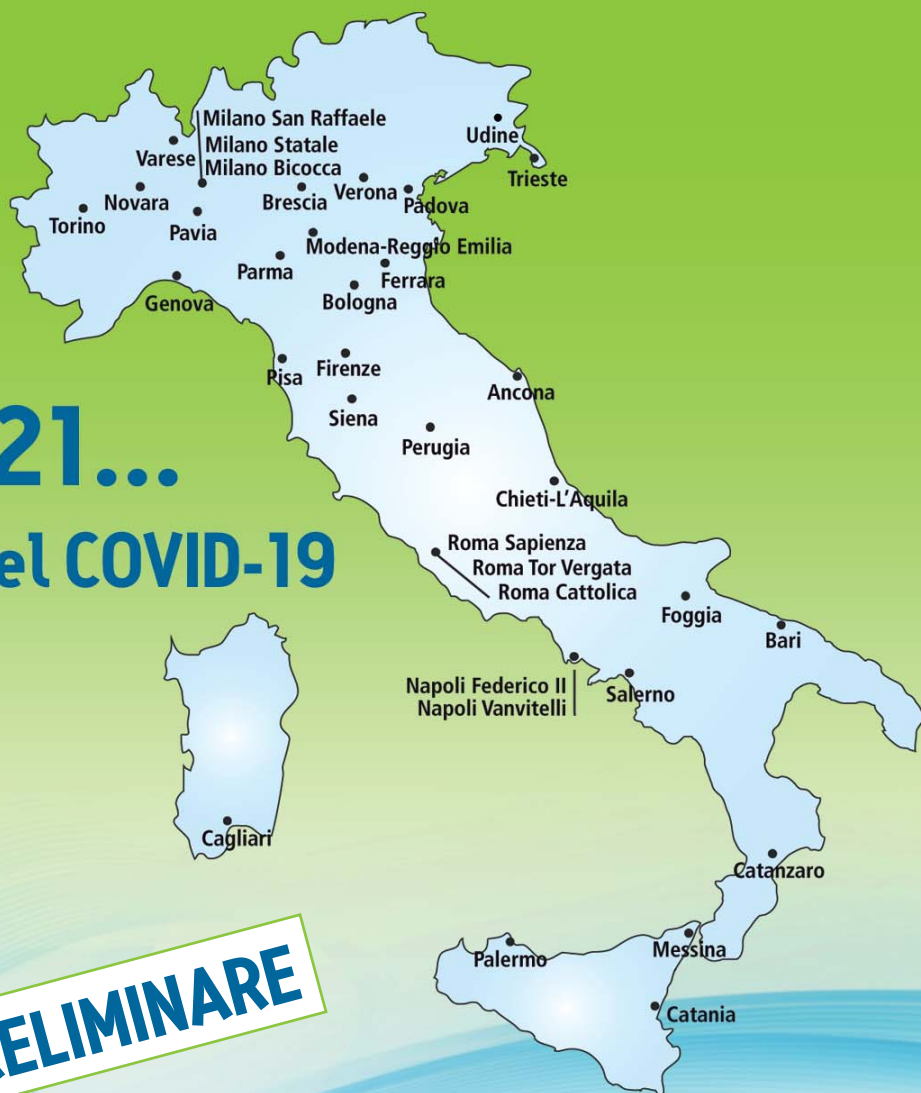 Milano San Raffaele
Milano Statale
Milano Bicocca
Udine
Varese
Trieste
Novara
Brescia
Verona
Padova
Torino
Pavia
Modena-Reggio Emilia
Parma
Ferrara
Genova
Bologna
Pisa
Firenze
Ancona
Siena
21...
Perugia
Chieti-L'Aquila
el COVID-19
Roma Sapienza
Roma Tor Vergata
Roma Cattolica
Foggia
Bari
Napoli Federico II
Napoli Vanvitelli
Salerno
Cagliari
Catanzaro
Messina
Palermo
ELIMINARE
Catania